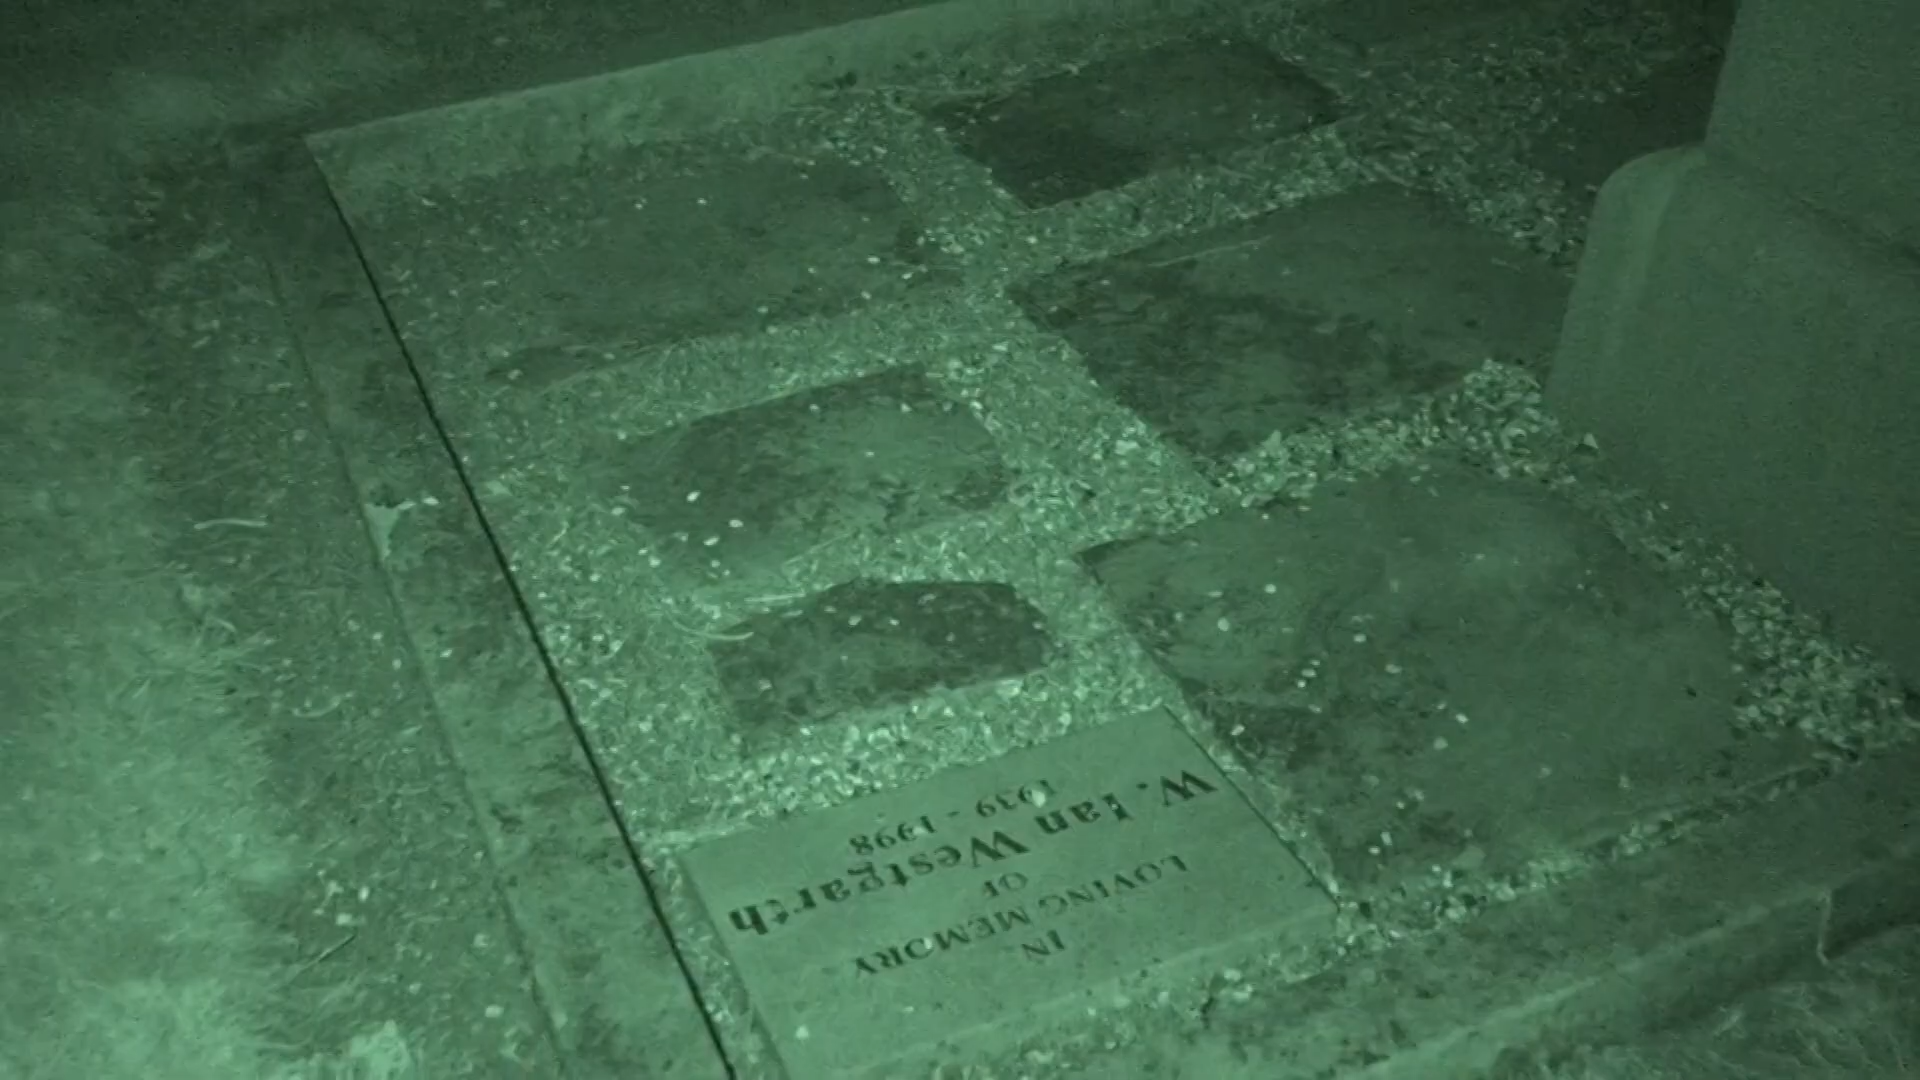 IN
LOVING MEMORY
OF
W. Ian Westgarth
1939 - 1998